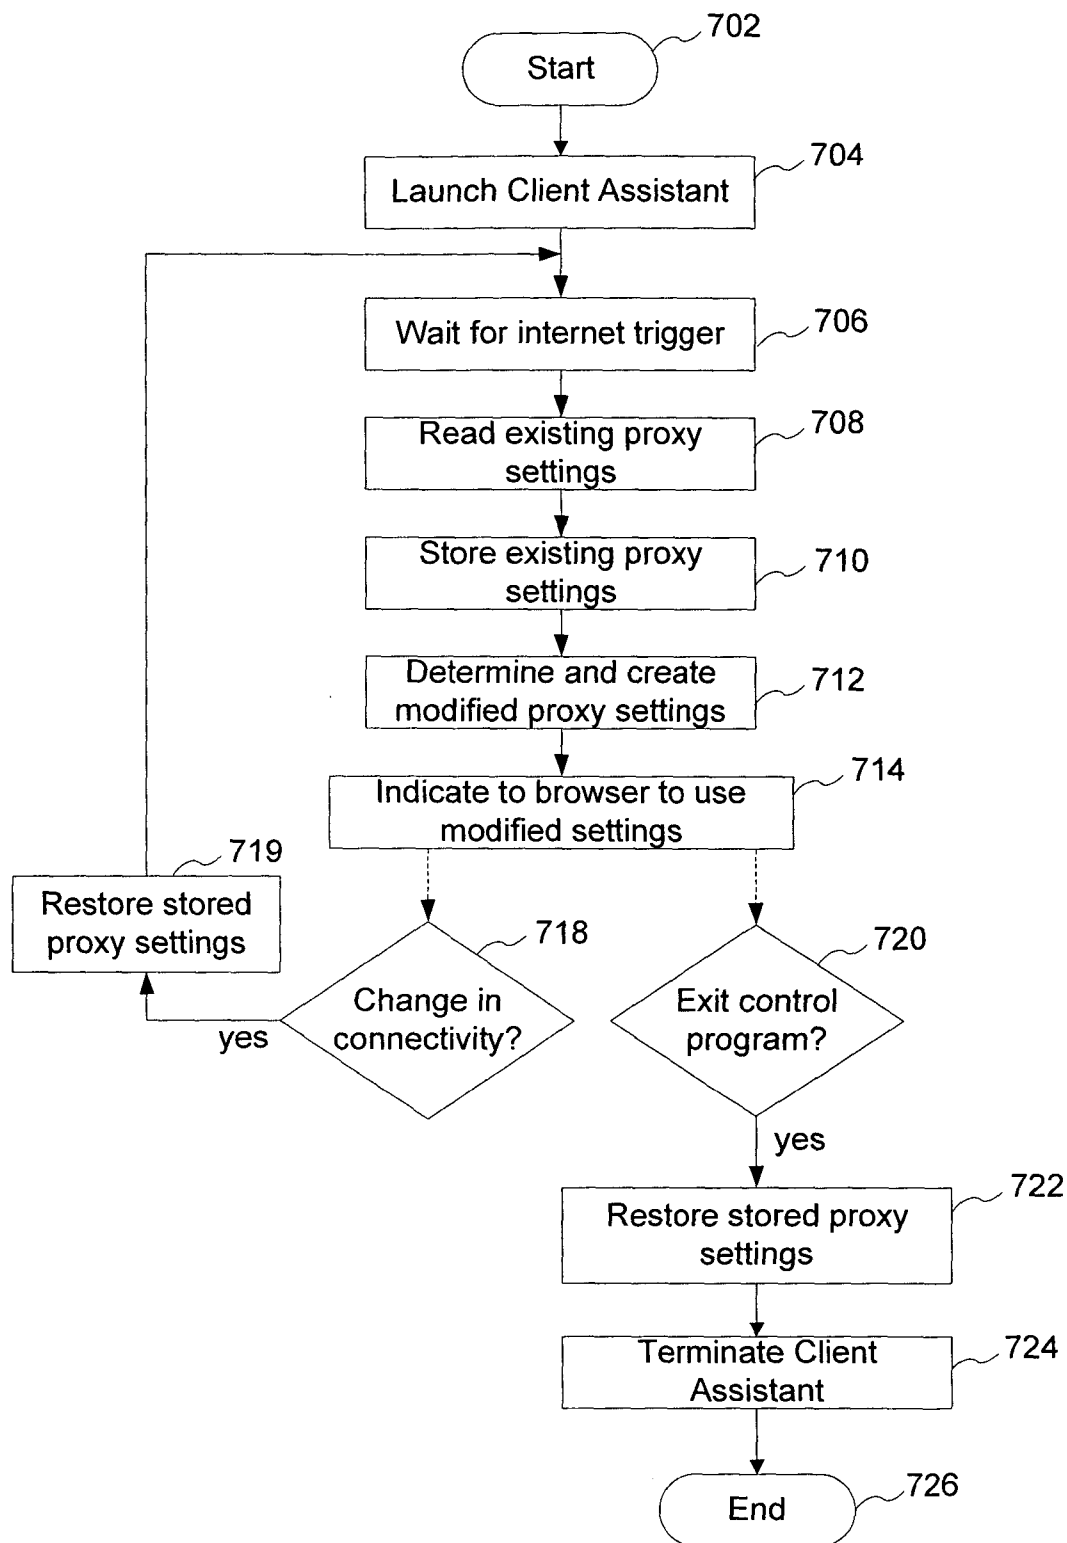 702
Start
704
Launch Client Assistant
706
Wait for internet trigger
708
Read existing proxy
settings
710
Store existing proxy
settings
712
Determine and create
modified proxy settings
714
Indicate to browser to use
modified settings
719
Restore stored
proxy settings
718
Change in
connectivity?
yes
720
Exit control
program?
yes
722
Restore stored proxy
settings
724
Terminate Client
Assistant
726
End